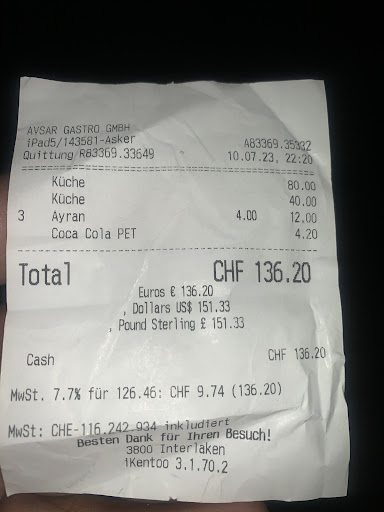 AVSAR GASTRO GMBH
iPad5/143581-Asker A83369.35332
Quittung R83369.33649 10.07.23, 22:20
Küche 80.00
Küche 40.00
3 Ayran 4.00 12.00
Coca Cola PET 4.20
Total CHF 136.20
Euros € 136.20
, Dollars US$ 151.33
, Pound Sterling £ 151.33
Cash CHF 136.20
MwSt. 7.7% für 126.46: CHF 9.74 (136.20)
MwSt: CHE-116.242.934 inkludiert
Besten Dank für Ihren Besuch!
3800 Interlaken
iKentoo 3.1.70.2